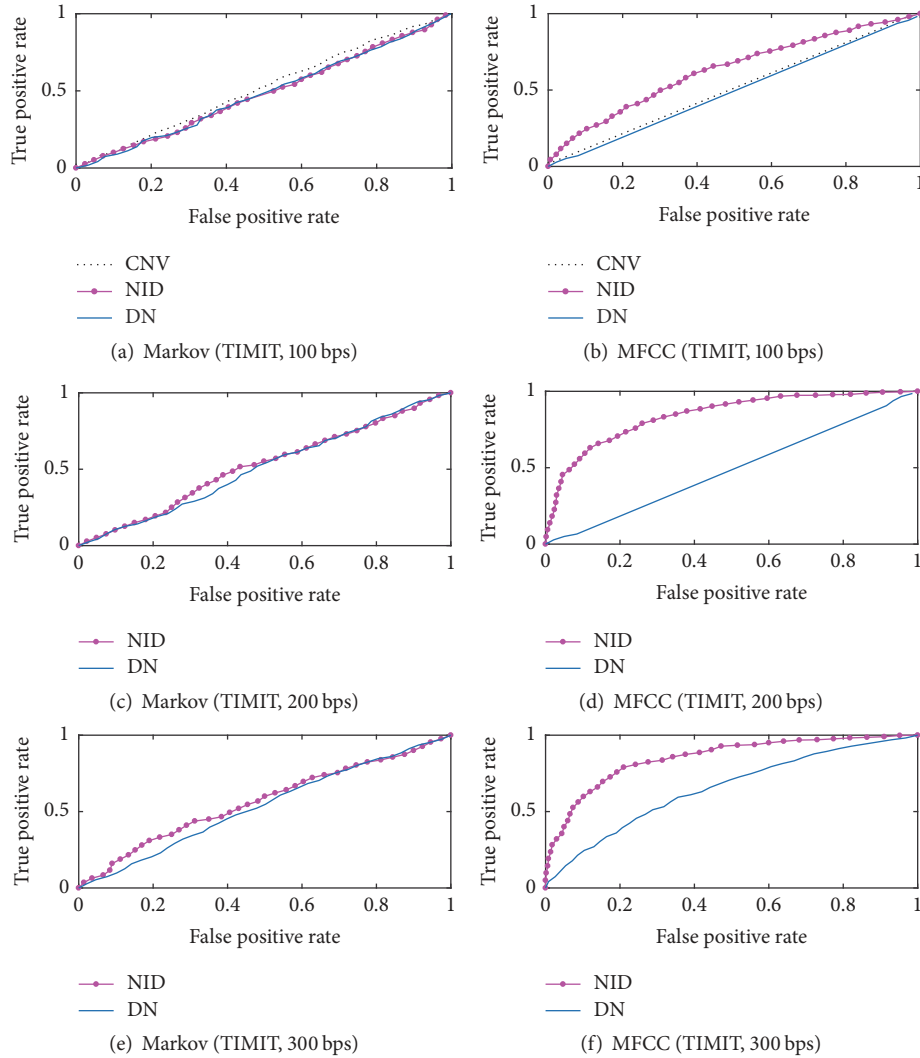 True positive rate
1
0.5
0
0 0.2 0.4 0.6 0.8 1
False positive rate
CNV
NID
DN
(a) Markov (TIMIT, 100 bps)
True positive rate
1
0.5
0
0 0.2 0.4 0.6 0.8 1
False positive rate
CNV
NID
DN
(b) MFCC (TIMIT, 100 bps)
True positive rate
1
0.5
0
0 0.2 0.4 0.6 0.8 1
False positive rate
NID
DN
(c) Markov (TIMIT, 200 bps)
True positive rate
1
0.5
0
0 0.2 0.4 0.6 0.8 1
False positive rate
NID
DN
(d) MFCC (TIMIT, 200 bps)
True positive rate
1
0.5
0
0 0.2 0.4 0.6 0.8 1
False positive rate
NID
DN
(e) Markov (TIMIT, 300 bps)
True positive rate
1
0.5
0
0 0.2 0.4 0.6 0.8 1
False positive rate
NID
DN
(f) MFCC (TIMIT, 300 bps)